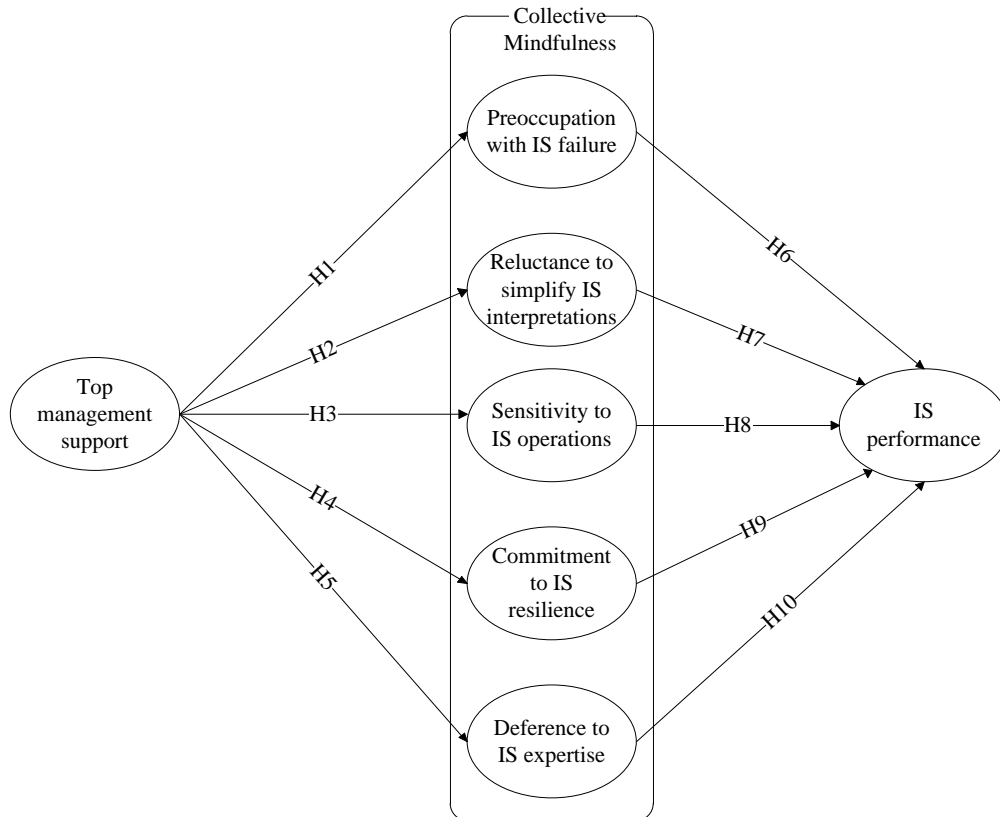 Collective
Mindfulness
Preoccupation
with IS failure
H1
H6
Reluctance to
simplify IS
interpretations
H2
H7
Top
management
support
H3
Sensitivity to
IS operations
H8
IS
performance
H4
Commitment
to IS
resilience
H9
H5
Deference to
IS expertise
H10